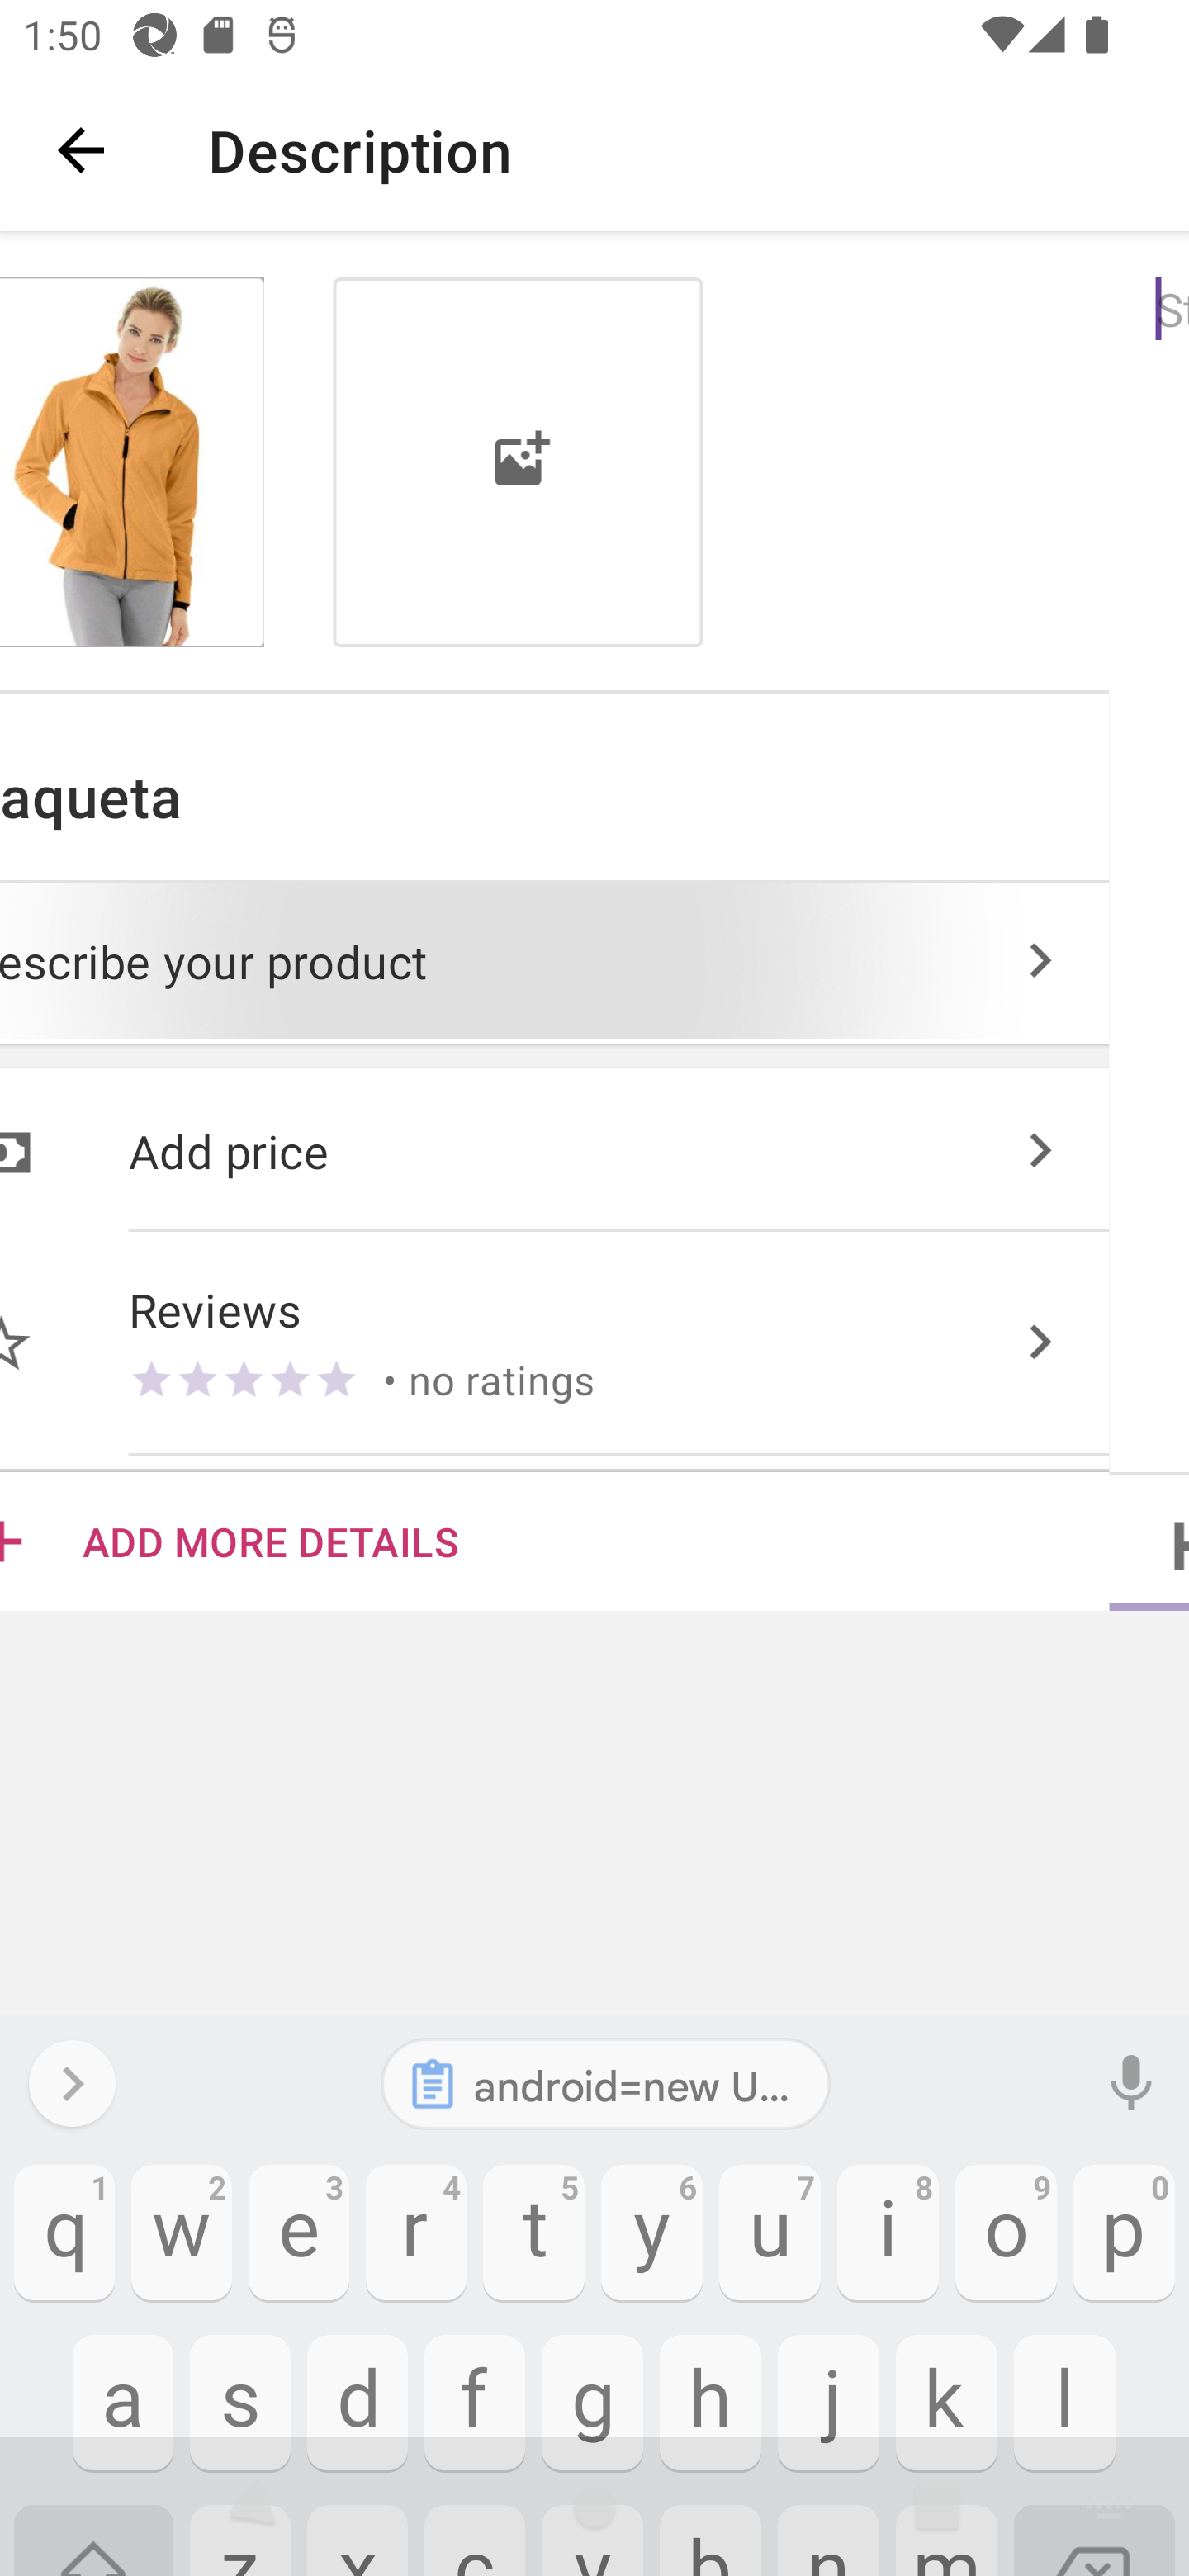 1:50
Description
St
aqueta
escribe your product
Add price
Reviews
• no ratings
ADD MORE DETAILS
android=new U...
1 2 3 4 5 6 7 8 9 0
q w e r t y u i o p
a s d f g h j k l
z x c v b n m